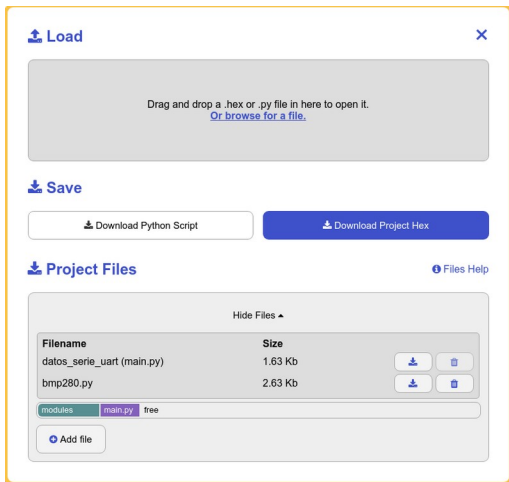 Load
Drag and drop a .hex or .py file in here to open it.
Or browse for a file.
Save
Download Python Script
Download Project Hex
Project Files
Files Help
Hide Files
Filename Size
datos_serie_uart (main.py) 1.63 Kb
bmp280.py 2.63 Kb
modules main.py free
Add file